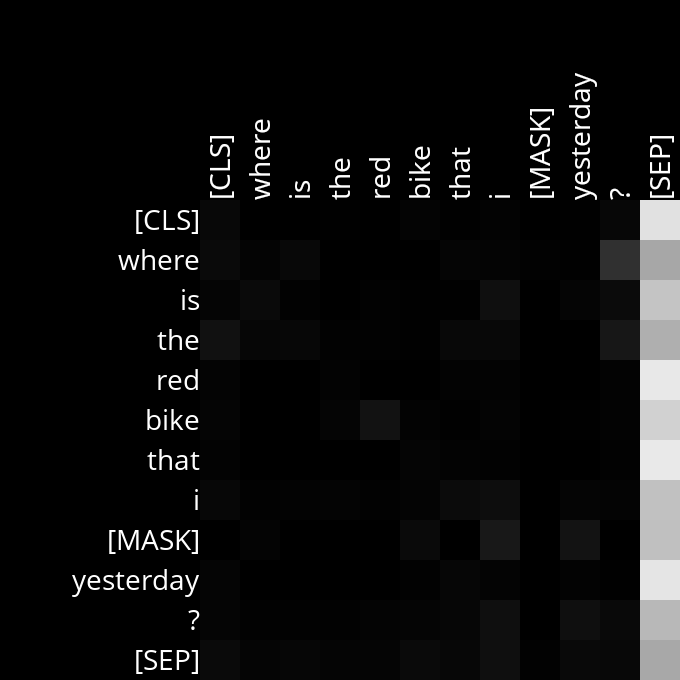 [CLS] where is the red bike that i [MASK] yesterday ? [SEP]
[CLS]
where
is
the
red
bike
that
i
[MASK]
yesterday
?
[SEP]